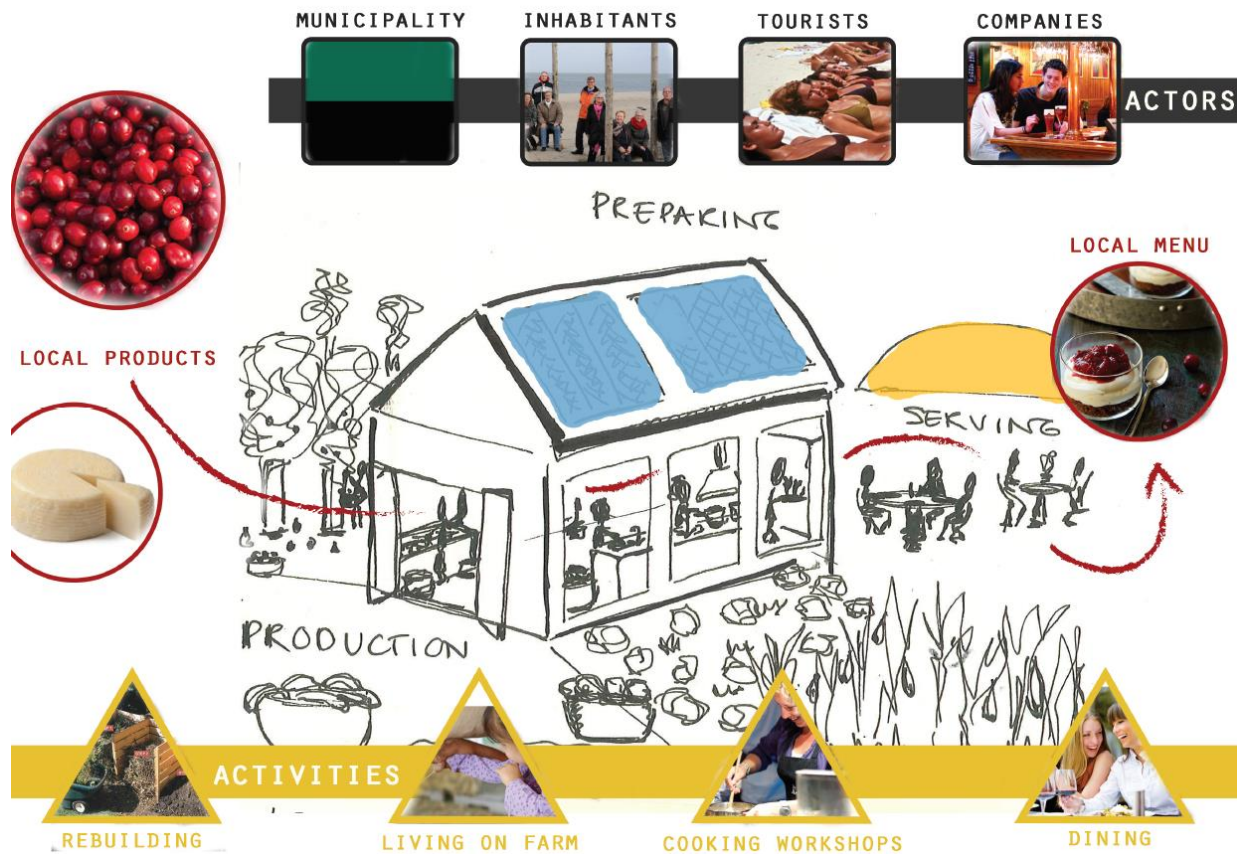 MUNICIPALITY
INHABITANTS
TOURISTS
COMPANIES
ACTORS
PREPARING
LOCAL MENU
LOCAL PRODUCTS
SERVING
PRODUCTION
ACTIVITIES
REBUILDING
LIVING ON FARM
COOKING WORKSHOPS
DINING